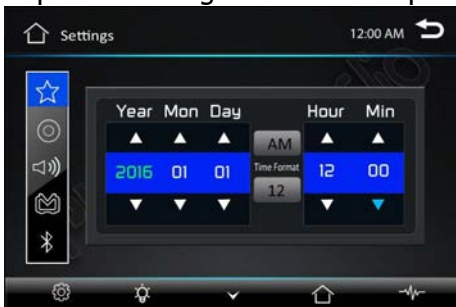 Settings
12:00 AM
Year Mon Day Hour Min
AM
Time Format
2016 01 01 12 00
12